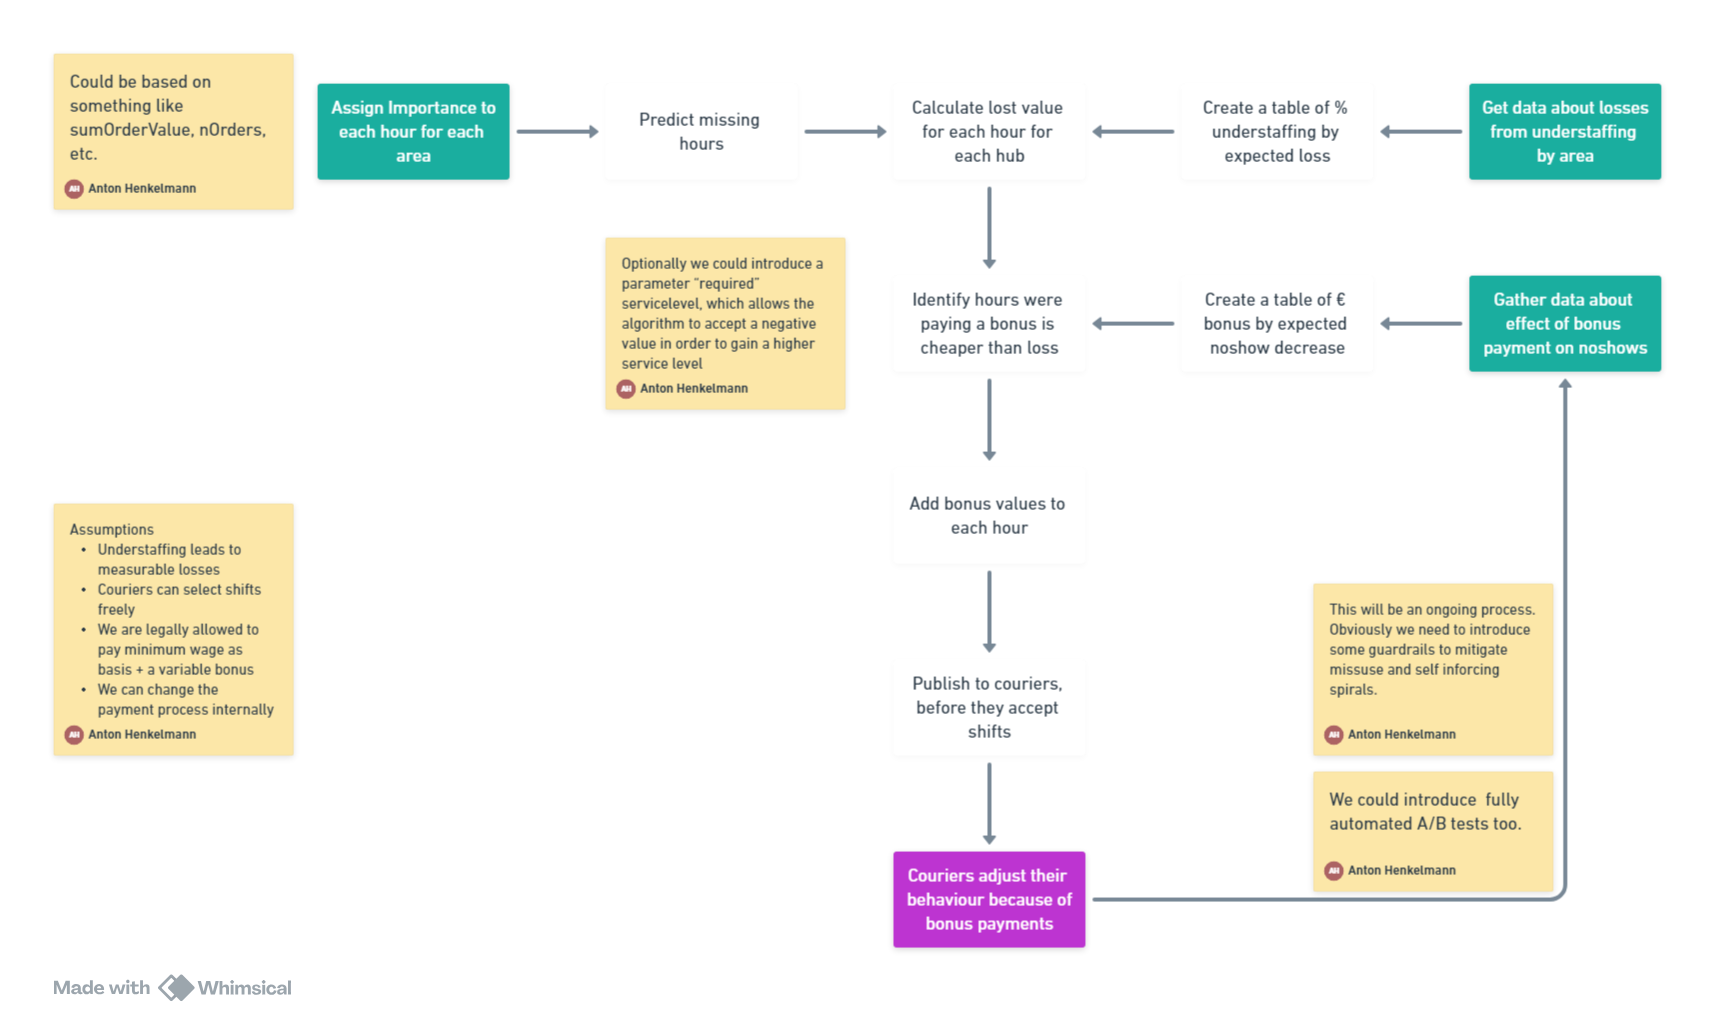 Could be based on
something like
sumOrderValue, nOrders,
etc.
AH Anton Henkelmann
Assign Importance to
each hour for each
area
Predict missing
hours
Calculate lost value
for each hour for
each hub
Create a table of %
understaffing by
expected loss
Get data about losses
from understaffing
by area
Optionally we could introduce a
parameter “required”
servicelevel, which allows the
algorithm to accept a negative
value in order to gain a higher
service level
AH Anton Henkelmann
Identify hours were
paying a bonus is
cheaper than loss
Create a table of €
bonus by expected
noshow decrease
Gather data about
effect of bonus
payment on noshows
Add bonus values to
each hour
Assumptions
• Understaffing leads to
measurable losses
• Couriers can select shifts
freely
• We are legally allowed to
pay minimum wage as
basis + a variable bonus
• We can change the
payment process internally
AH Anton Henkelmann
Publish to couriers,
before they accept
shifts
This will be an ongoing process.
Obviously we need to introduce
some guardrails to mitigate
missuse and self inforcing
spirals.
AH Anton Henkelmann
We could introduce fully
automated A/B tests too.
AH Anton Henkelmann
Couriers adjust their
behaviour because of
bonus payments
Made with Whimsical